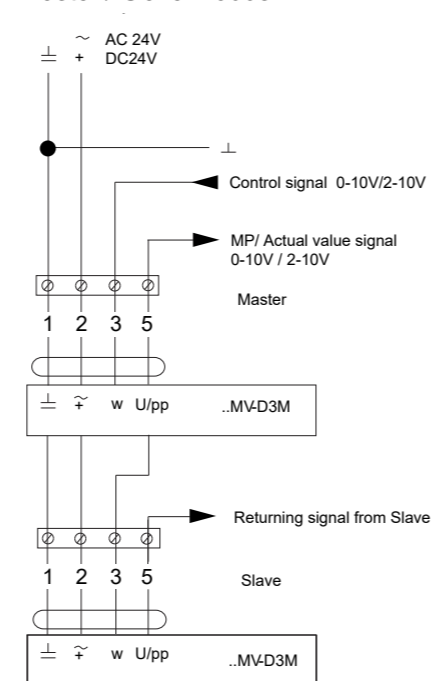 ~ AC 24V
⊥ + DC24V
⊥
Control signal 0-10V/2-10V
MP/ Actual value signal
0-10V / 2-10V
Master
1 2 3 5
⊥ ~+ w U/pp ..MV-D3M
Returning signal from Slave
1 2 3 5
Slave
⊥ ~+ w U/pp ..MV-D3M